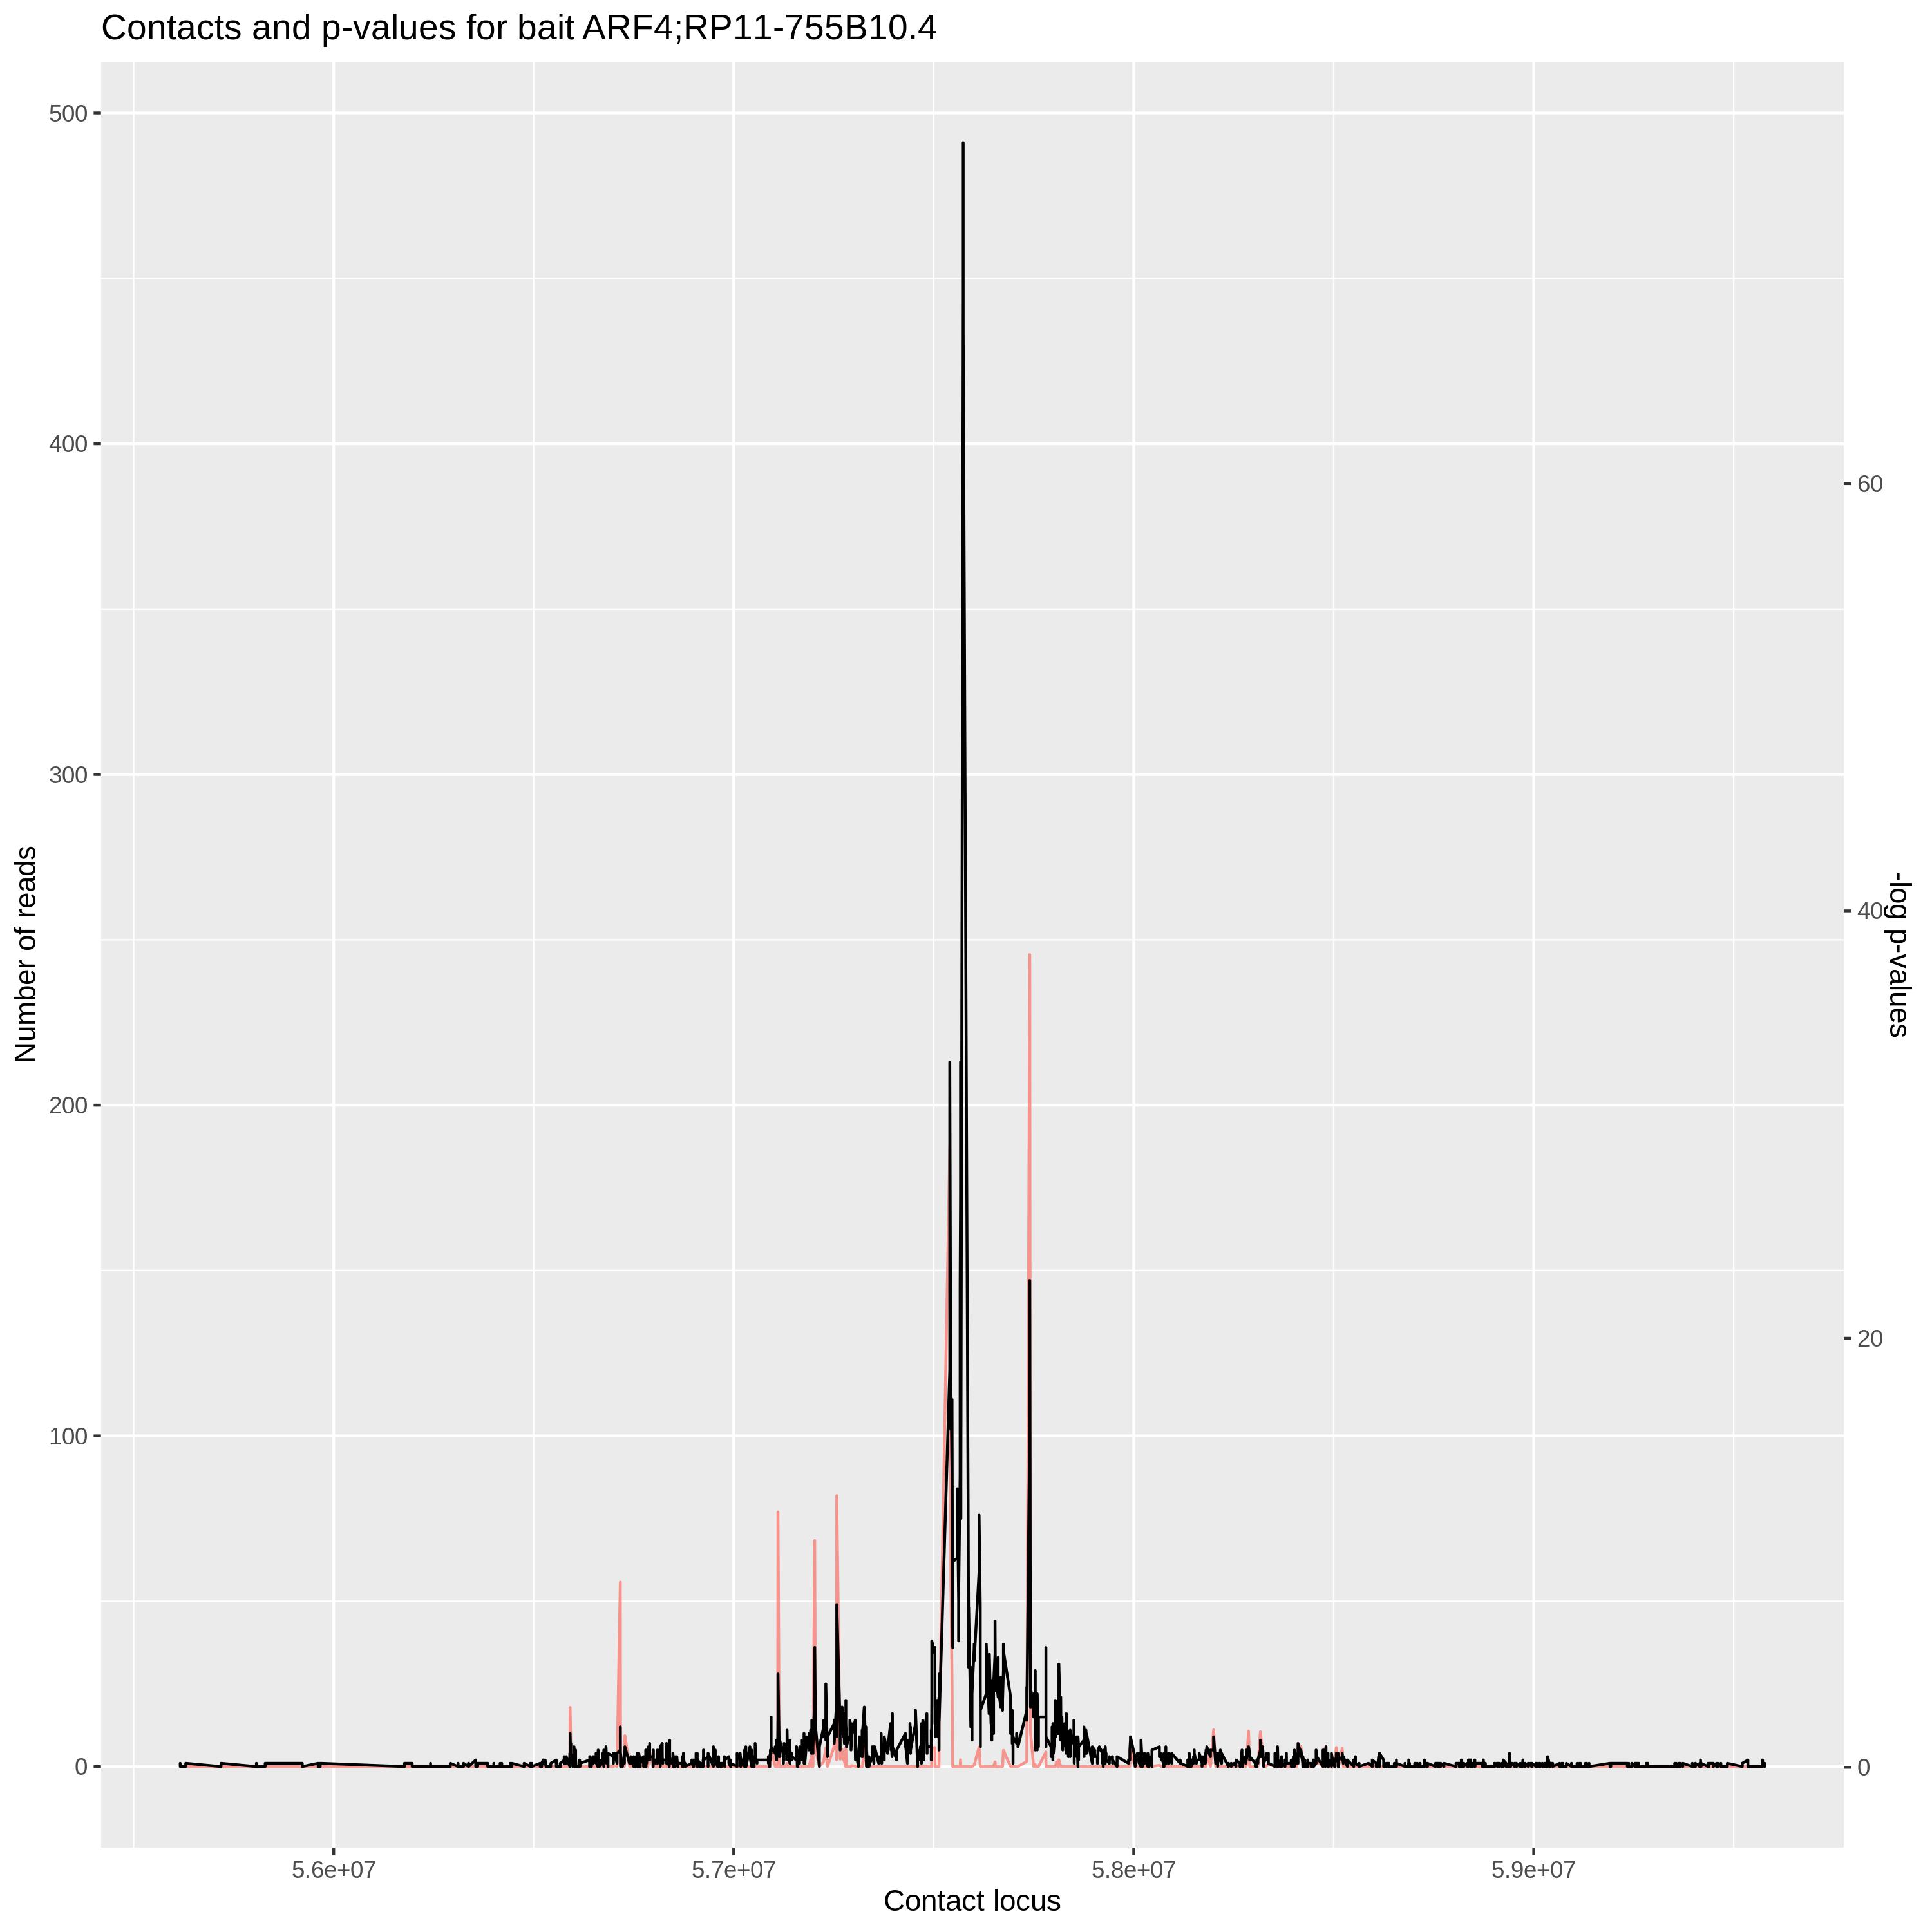 Contacts and p-values for bait ARF4;RP11-755B10.4
500
400
300
200
100
0
Number of reads
60
40
20
0
-log p-values
5.6e+07
5.7e+07
5.8e+07
5.9e+07
Contact locus